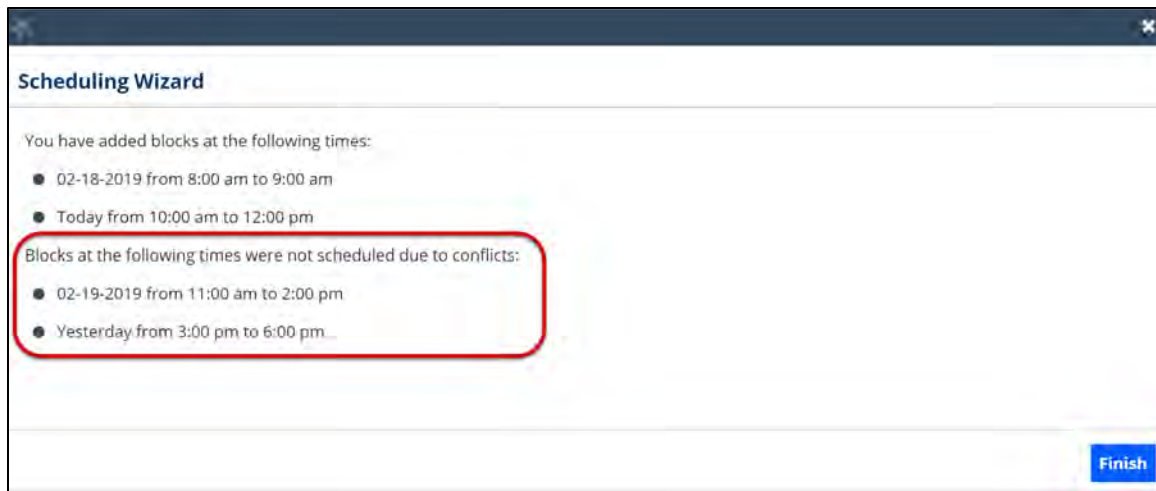 Scheduling Wizard
You have added blocks at the following times:
02-18-2019 from 8:00 am to 9:00 am
Today from 10:00 am to 12:00 pm
Blocks at the following times were not scheduled due to conflicts:
02-19-2019 from 11:00 am to 2:00 pm
Yesterday from 3:00 pm to 6:00 pm
Finish